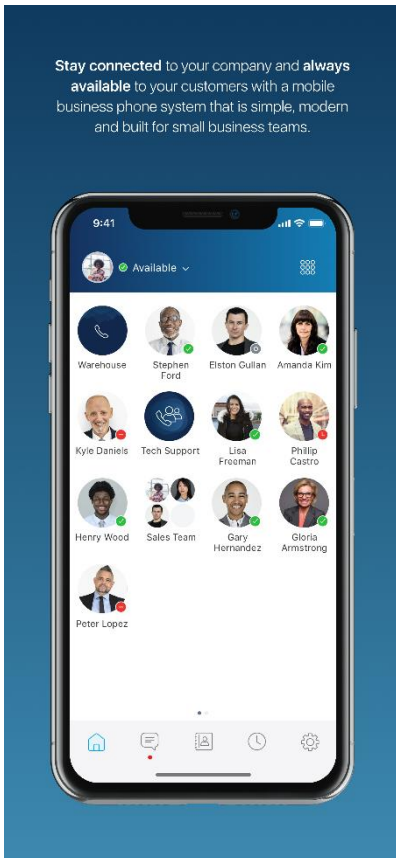 Stay connected to your company and always
available to your customers with a mobile
business phone system that is simple, modern
and built for small business teams.
9:41
Available
Warehouse
Stephen
Ford
Elston Gullan
Amanda Kim
Kyle Daniels
Tech Support
Lisa
Freeman
Phillip
Castro
Henry Wood
Sales Team
Gary
Hernandez
Gloria
Armstrong
Peter Lopez